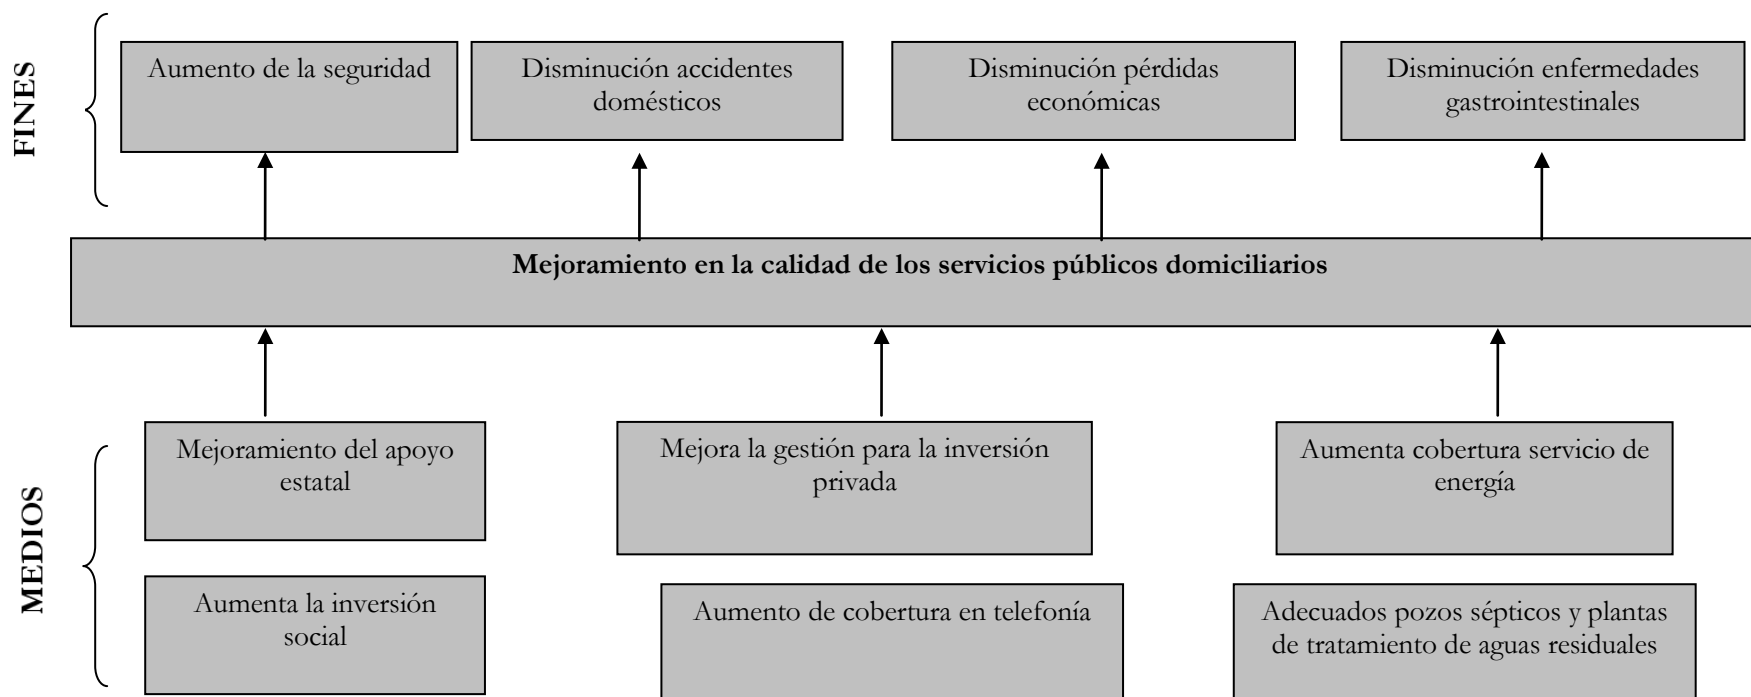 FINES
Aumento de la seguridad
Disminución accidentes
domésticos
Disminución pérdidas
económicas
Disminución enfermedades
gastrointestinales
Mejoramiento en la calidad de los servicios públicos domiciliarios
MEDIOS
Mejoramiento del apoyo
estatal
Mejora la gestión para la inversión
privada
Aumenta cobertura servicio de
energía
Aumenta la inversión
social
Aumento de cobertura en telefonía
Adecuados pozos sépticos y plantas
de tratamiento de aguas residuales